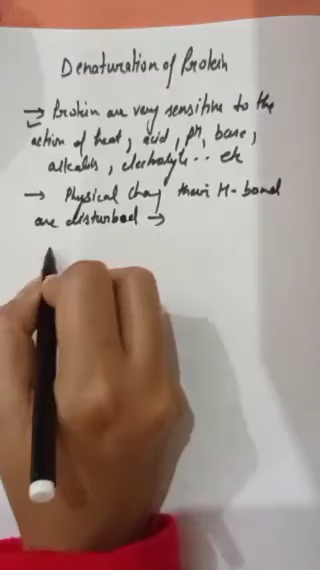 Denaturation of Protein
→ Protein are very sensitive to the
action of heat, acid, pH, base,
alkalis, electrolyte.. etc
→ Physical chang their H-bond
are disturbed →